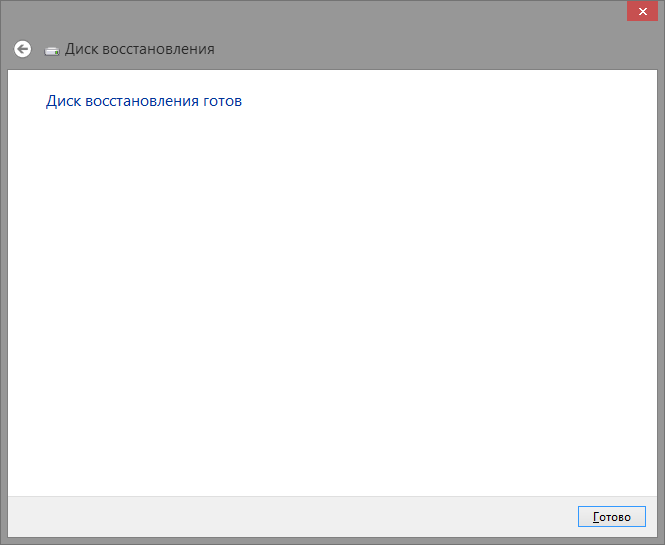 Диск восстановления
Диск восстановления готов
Готово